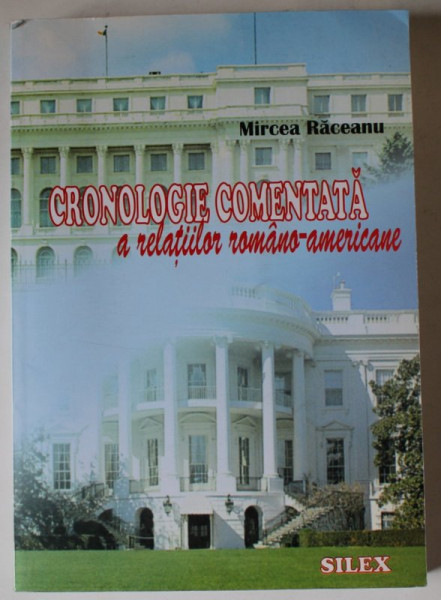 Mircea Răceanu
CRONOLOGIE COMENTATĂ
a relațiilor româno-americane
SILEX